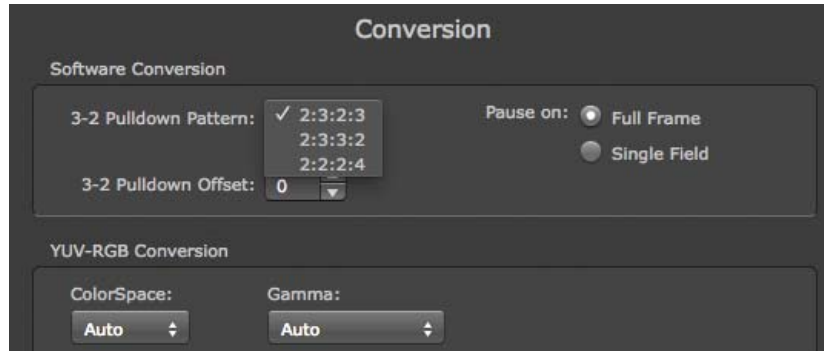 Conversion
Software Conversion
3-2 Pulldown Pattern:
✓ 2:3:2:3
2:3:3:2
2:2:2:4
Pause on:
Full Frame
Single Field
3-2 Pulldown Offset:
0
YUV-RGB Conversion
ColorSpace:
Gamma:
Auto
Auto